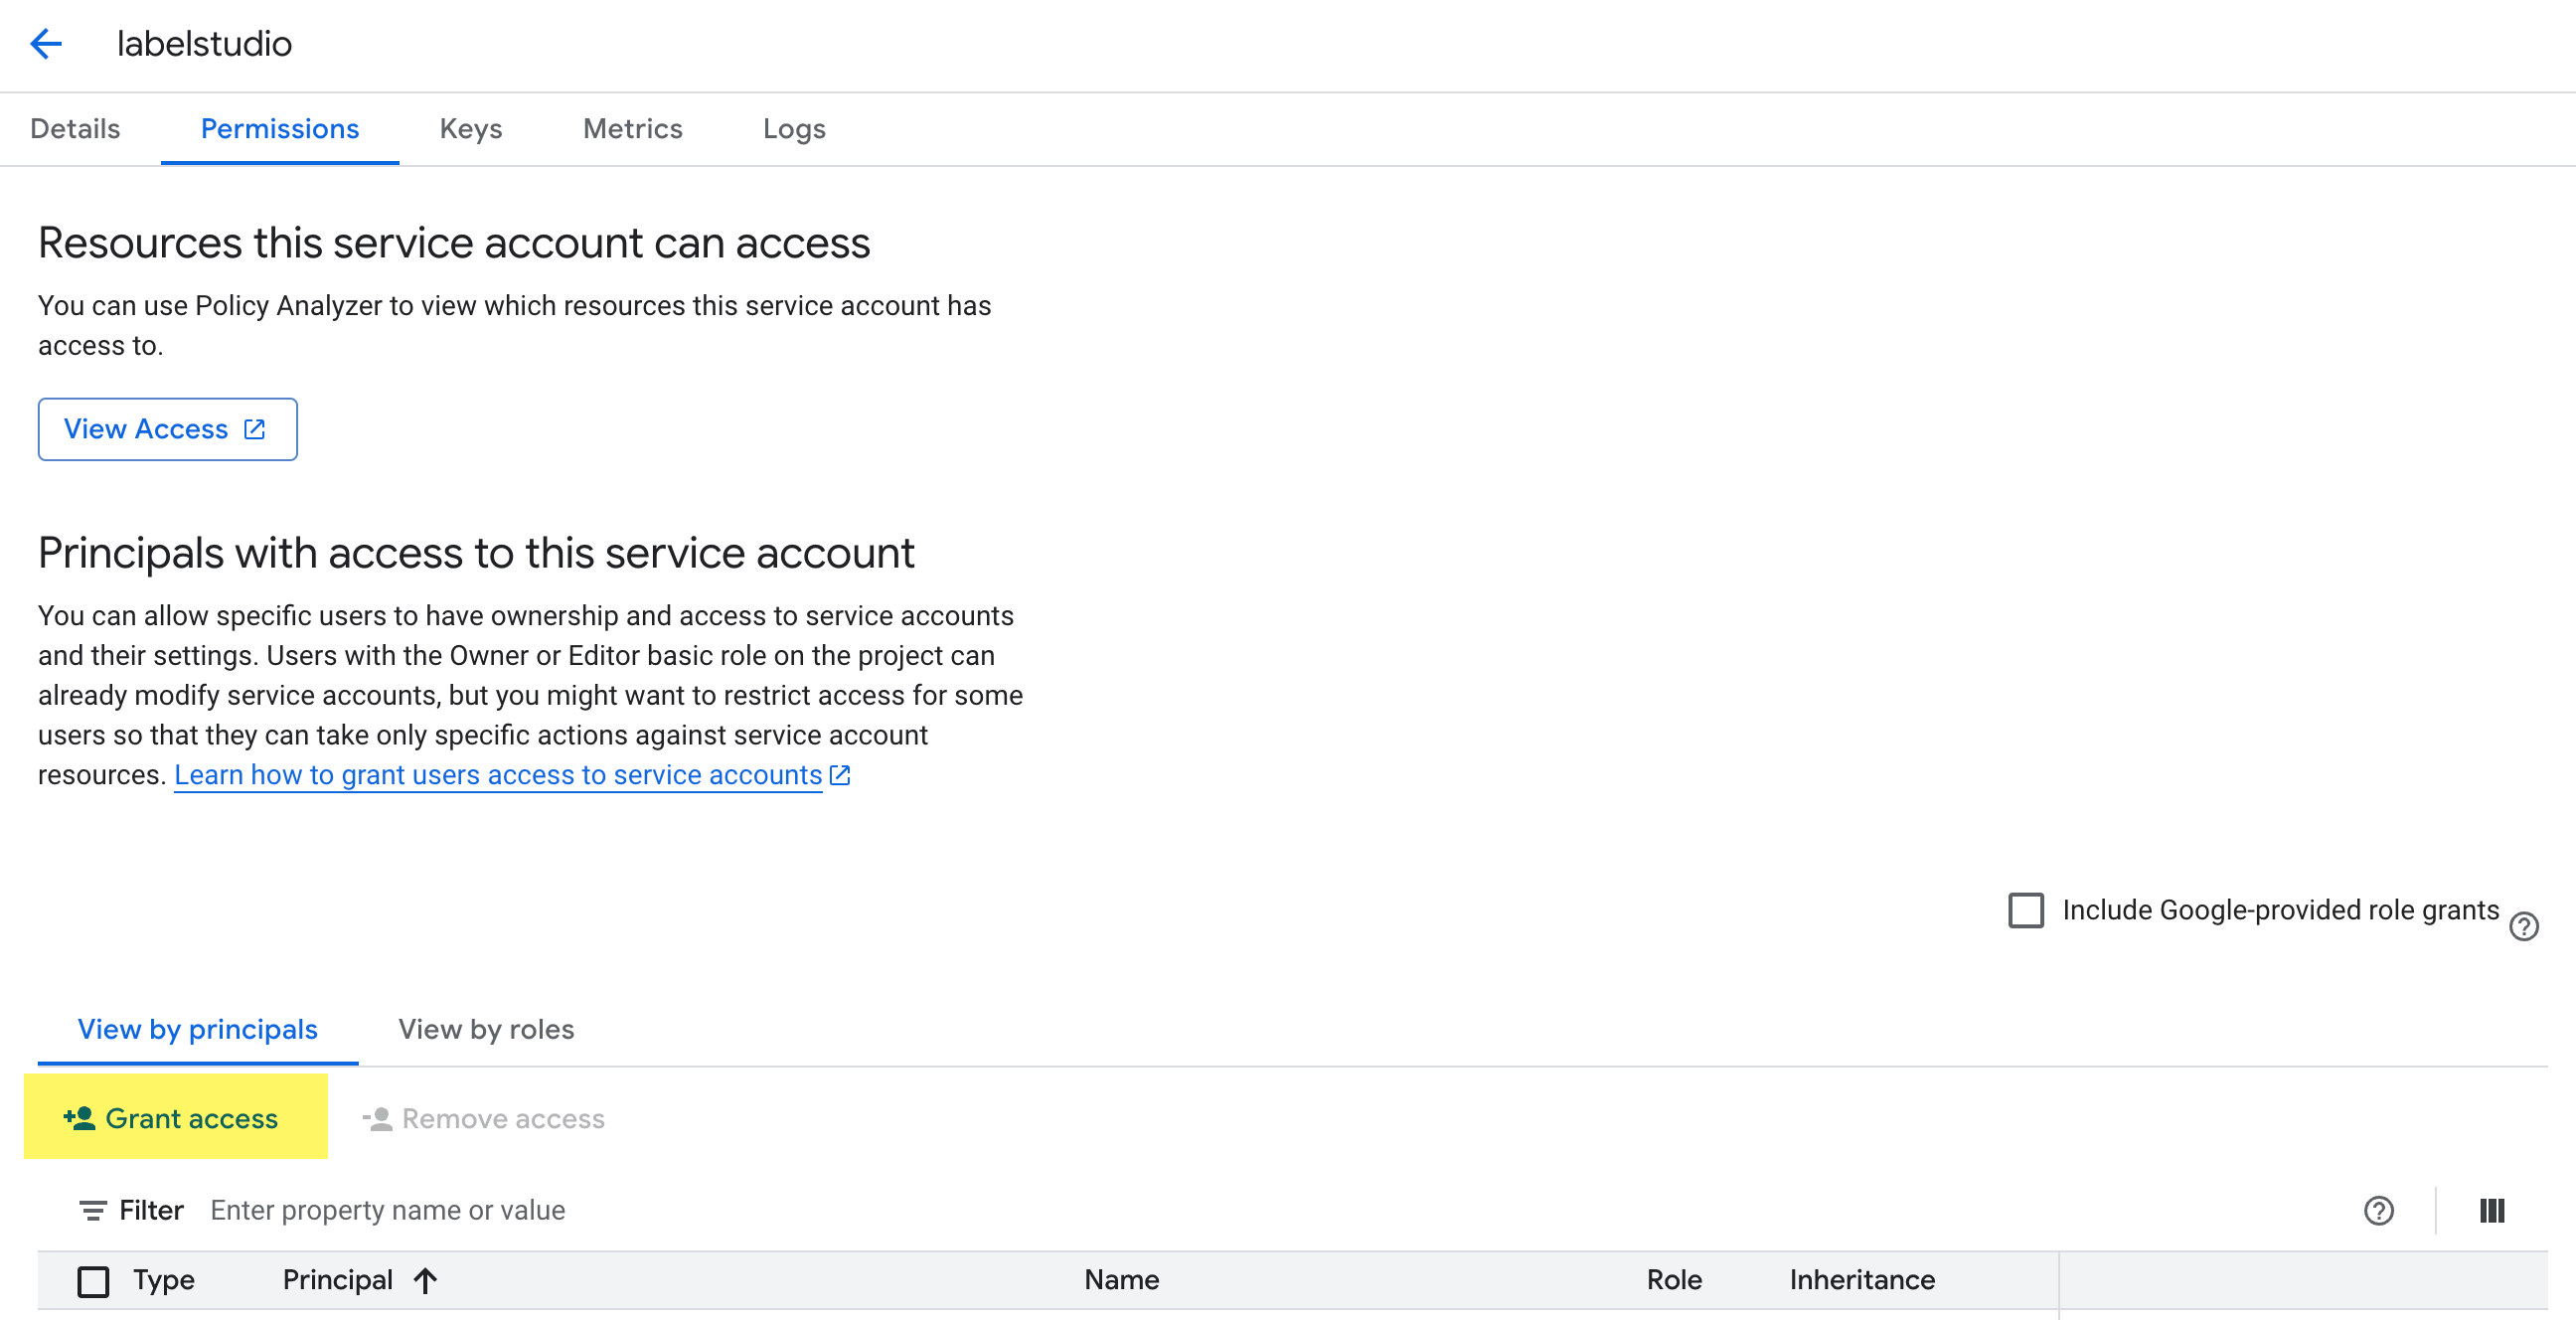 labelstudio
Details Permissions Keys Metrics Logs
Resources this service account can access
You can use Policy Analyzer to view which resources this service account has
access to.
View Access
Principals with access to this service account
You can allow specific users to have ownership and access to service accounts
and their settings. Users with the Owner or Editor basic role on the project can
already modify service accounts, but you might want to restrict access for some
users so that they can take only specific actions against service account
resources. Learn how to grant users access to service accounts
Include Google-provided role grants
View by principals View by roles
Grant access Remove access
Filter Enter property name or value
Type Principal Name Role Inheritance